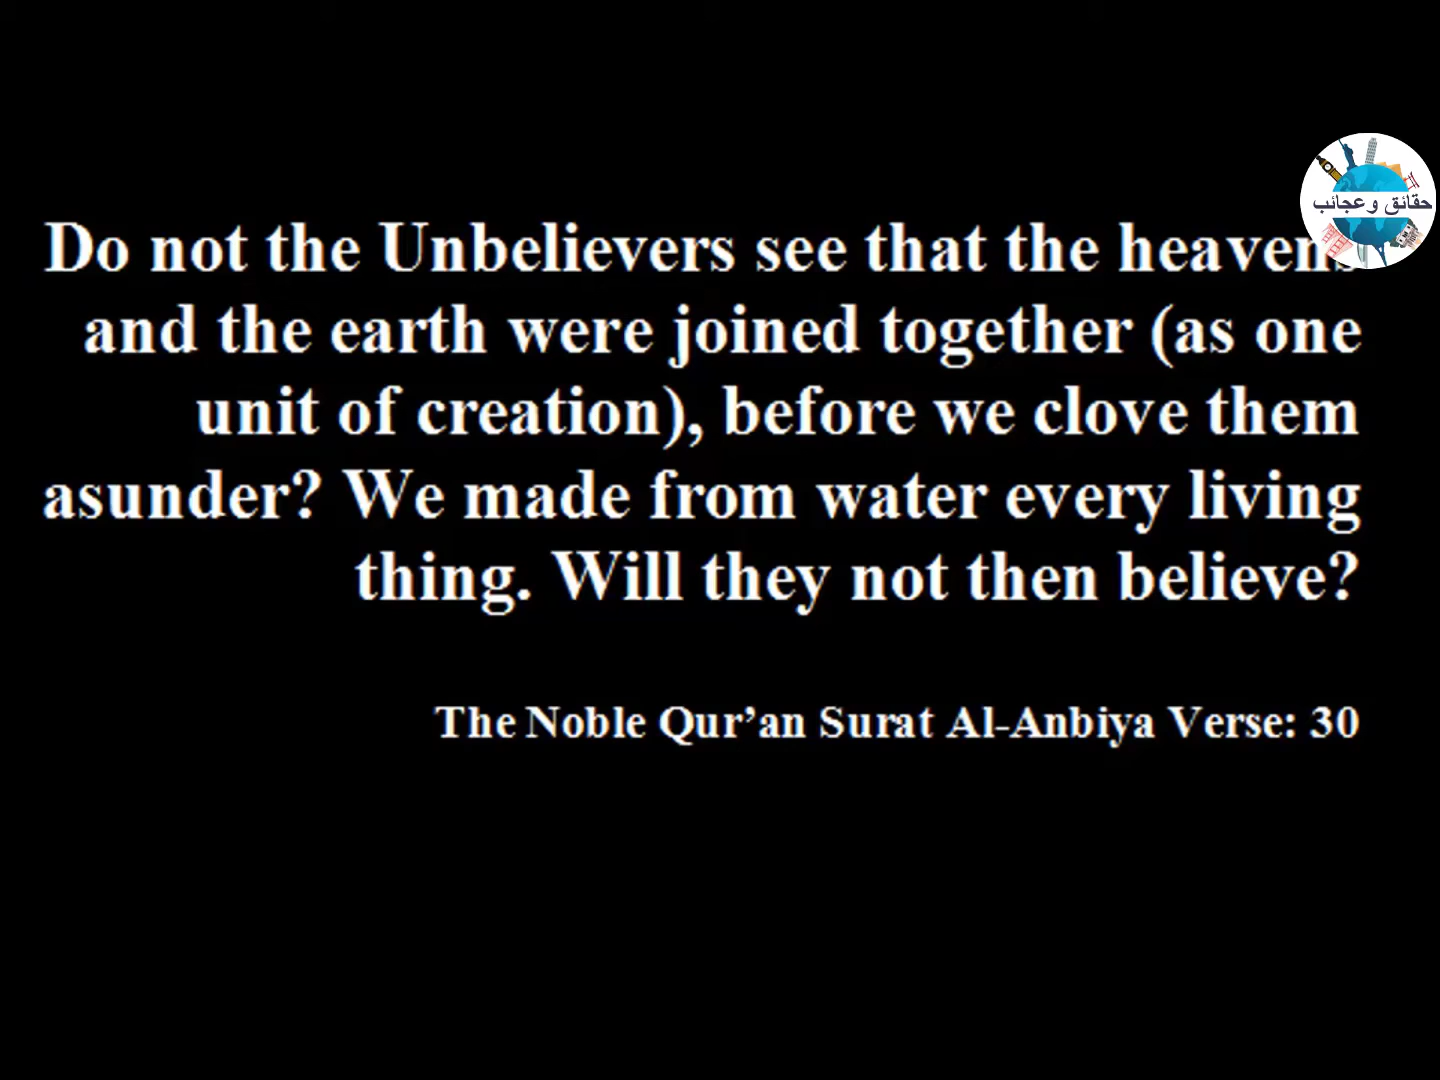 حقائق وعجائب
Do not the Unbelievers see that the heavens
and the earth were joined together (as one
unit of creation), before we clove them
asunder? We made from water every living
thing. Will they not then believe?
The Noble Qur’an Surat Al-Anbiya Verse: 30